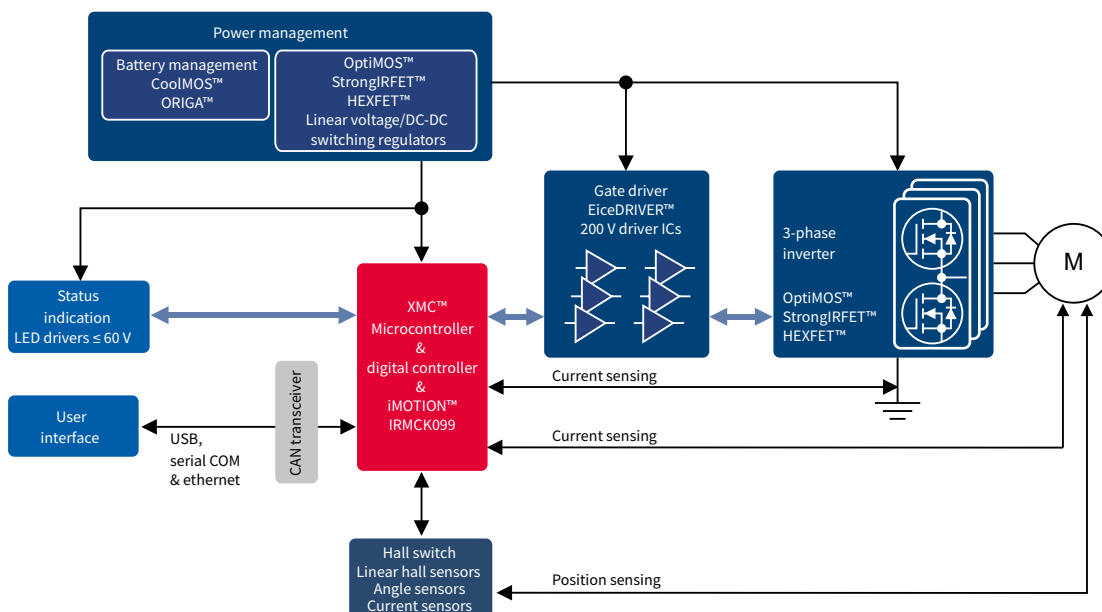 Power management
Battery management
CoolMOS™
ORIGA™
OptiMOS™
StrongIRFET™
HEXFET™
Linear voltage/DC-DC
switching regulators
Gate driver
EiceDRIVER™
200 V driver ICs
3-phase
inverter
OptiMOS™
StrongIRFET™
HEXFET™
M
Status
indication
LED drivers ≤ 60 V
XMC™
Microcontroller
&
digital controller
&
iMOTION™
IRMCK099
Current sensing
User
interface
USB,
serial COM
& ethernet
CAN transceiver
Current sensing
Hall switch
Linear hall sensors
Angle sensors
Current sensors
Position sensing